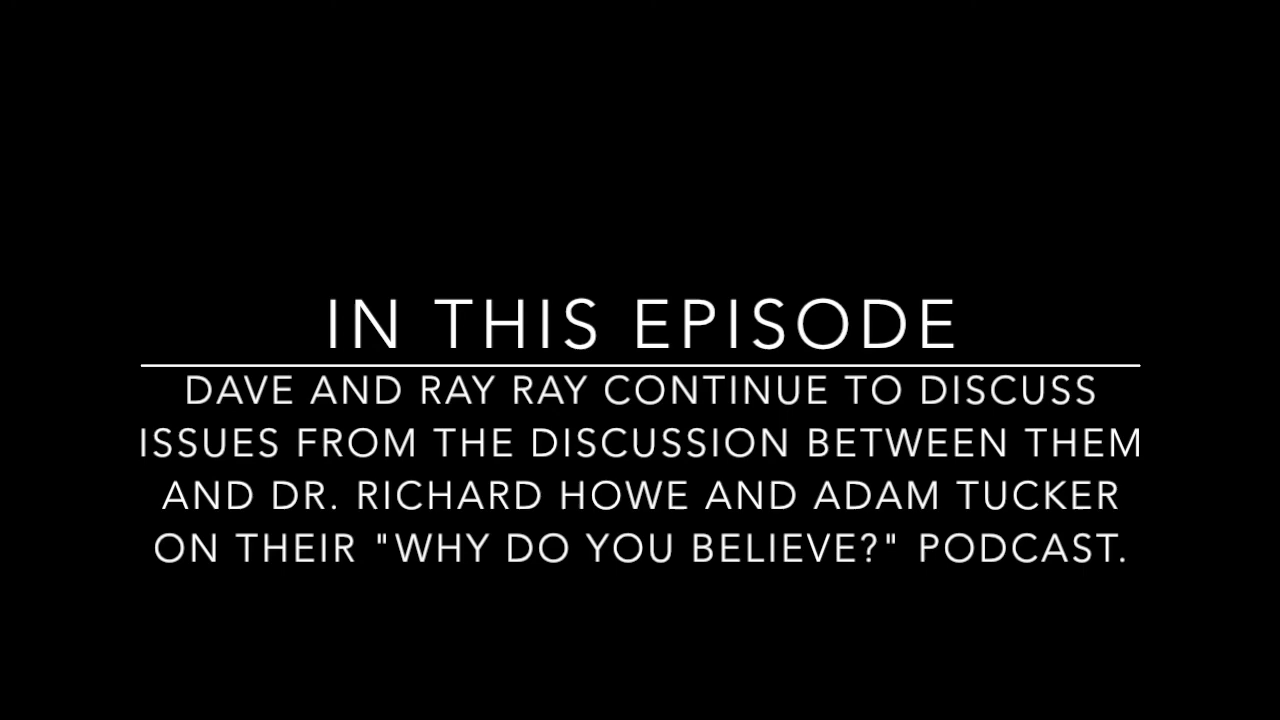 IN THIS EPISODE
DAVE AND RAY RAY CONTINUE TO DISCUSS
ISSUES FROM THE DISCUSSION BETWEEN THEM
AND DR. RICHARD HOWE AND ADAM TUCKER
ON THEIR "WHY DO YOU BELIEVE?" PODCAST.